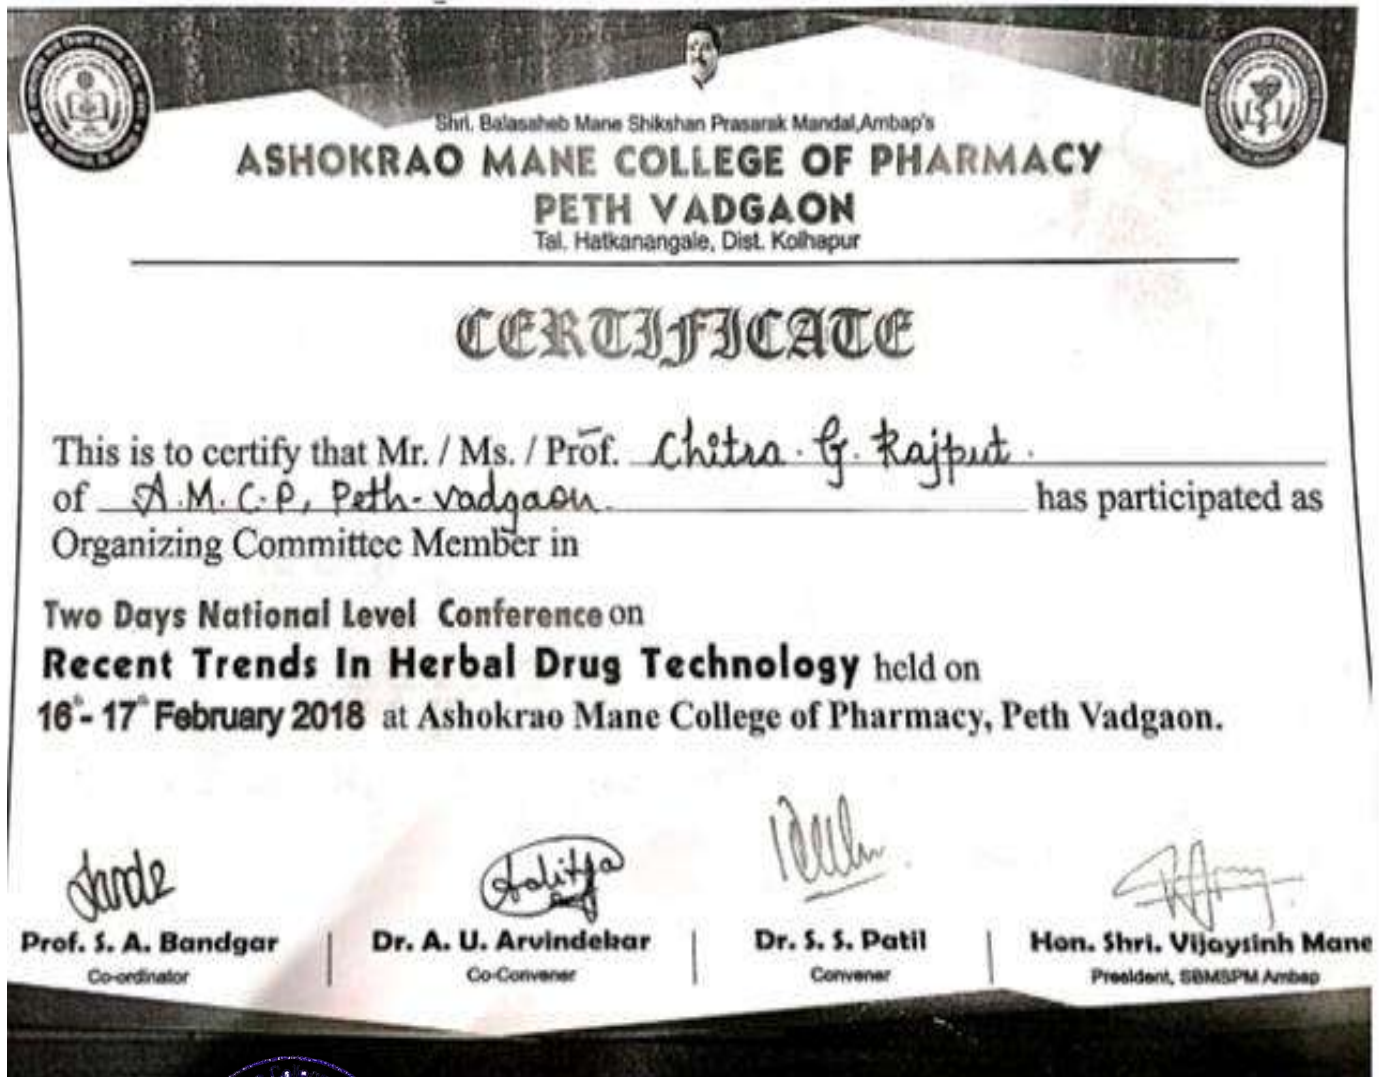 Shri. Balasaheb Mane Shikshan Prasarak Mandal,Ambap's
ASHOKRAO MANE COLLEGE OF PHARMACY
PETH VADGAON
Tal. Hatkanangale, Dist. Kolhapur
CERTIFICATE
This is to certify that Mr. / Ms. / Prof. Chitra. G. Rajput.
of A.M.C.P, Peth-vadgaon. has participated as
Organizing Committee Member in
Two Days National Level Conference on
Recent Trends In Herbal Drug Technology held on
16th - 17th February 2018 at Ashokrao Mane College of Pharmacy, Peth Vadgaon.
Prof. S. A. Bandgar
Co-ordinator
Dr. A. U. Arvindekar
Co-Convener
Dr. S. S. Patil
Convener
Hon. Shri. Vijaysinh Mane
President, SBMSPM Ambap